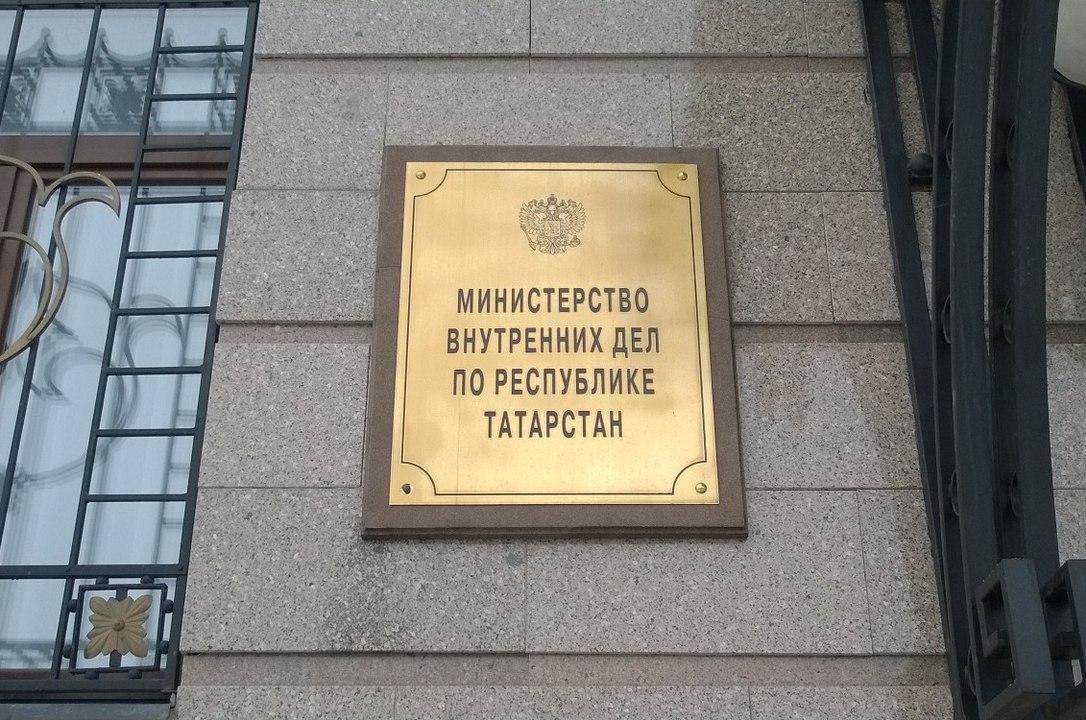 МИНИСТЕРСТВО
ВНУТРЕННИХ ДЕЛ
ПО РЕСПУБЛИКЕ
ТАТАРСТАН